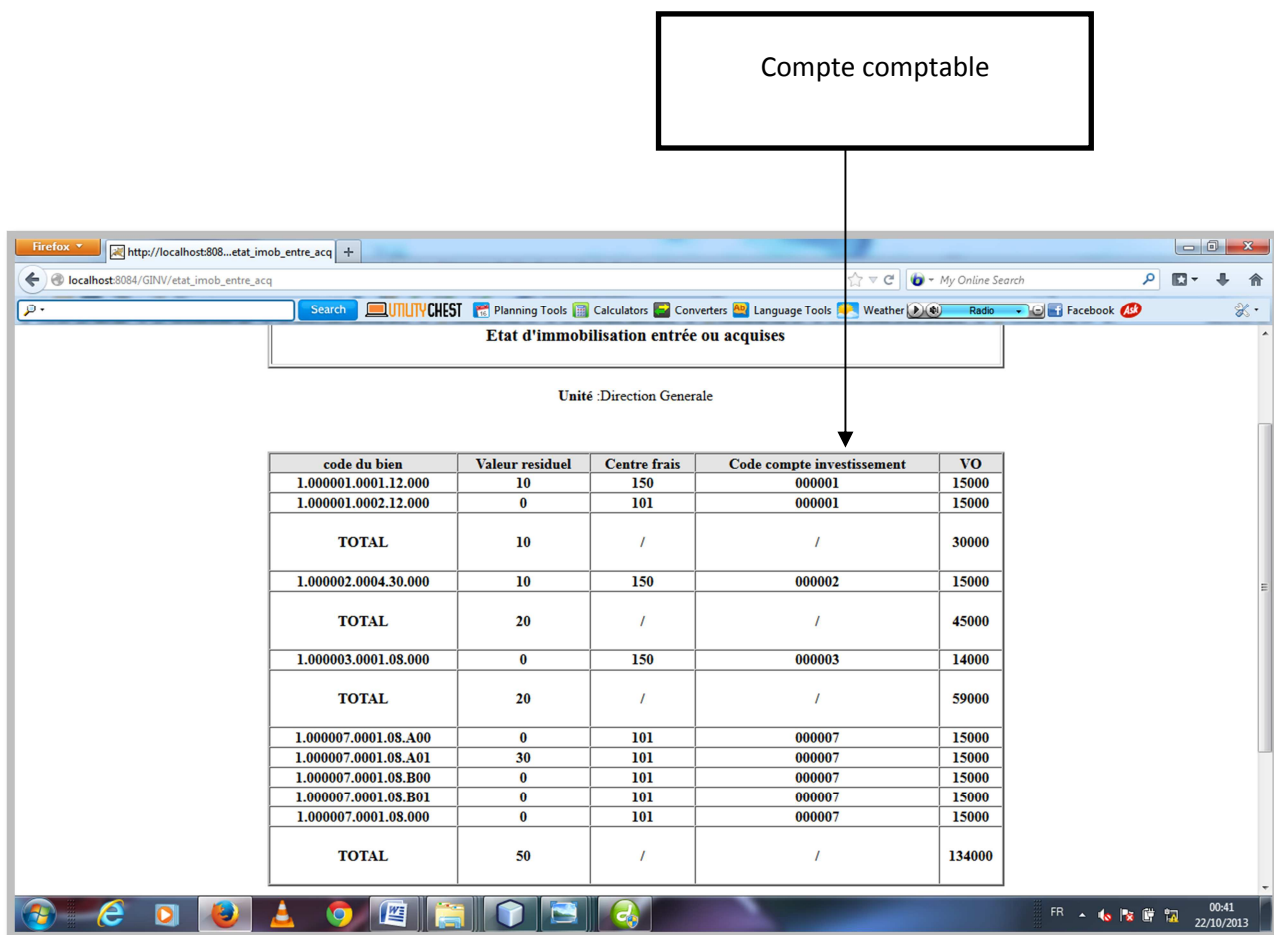 Compte comptable
Firefox
http://localhost:808...etat_imob_entre_acq
localhost:8084/GINV/etat_imob_entre_acq
My Online Search
Search UTILITYCHEST Planning Tools Calculators Converters Language Tools Weather Radio Facebook Ask
Etat d'immobilisation entrée ou acquises
Unité :Direction Generale
code du bien Valeur residuel Centre frais Code compte investissement VO
1.000001.0001.12.000 10 150 000001 15000
1.000001.0002.12.000 0 101 000001 15000
TOTAL 10 / / 30000
1.000002.0004.30.000 10 150 000002 15000
TOTAL 20 / / 45000
1.000003.0001.08.000 0 150 000003 14000
TOTAL 20 / / 59000
1.000007.0001.08.A00 0 101 000007 15000
1.000007.0001.08.A01 30 101 000007 15000
1.000007.0001.08.B00 0 101 000007 15000
1.000007.0001.08.B01 0 101 000007 15000
1.000007.0001.08.000 0 101 000007 15000
TOTAL 50 / / 134000
FR 00:41
22/10/2013